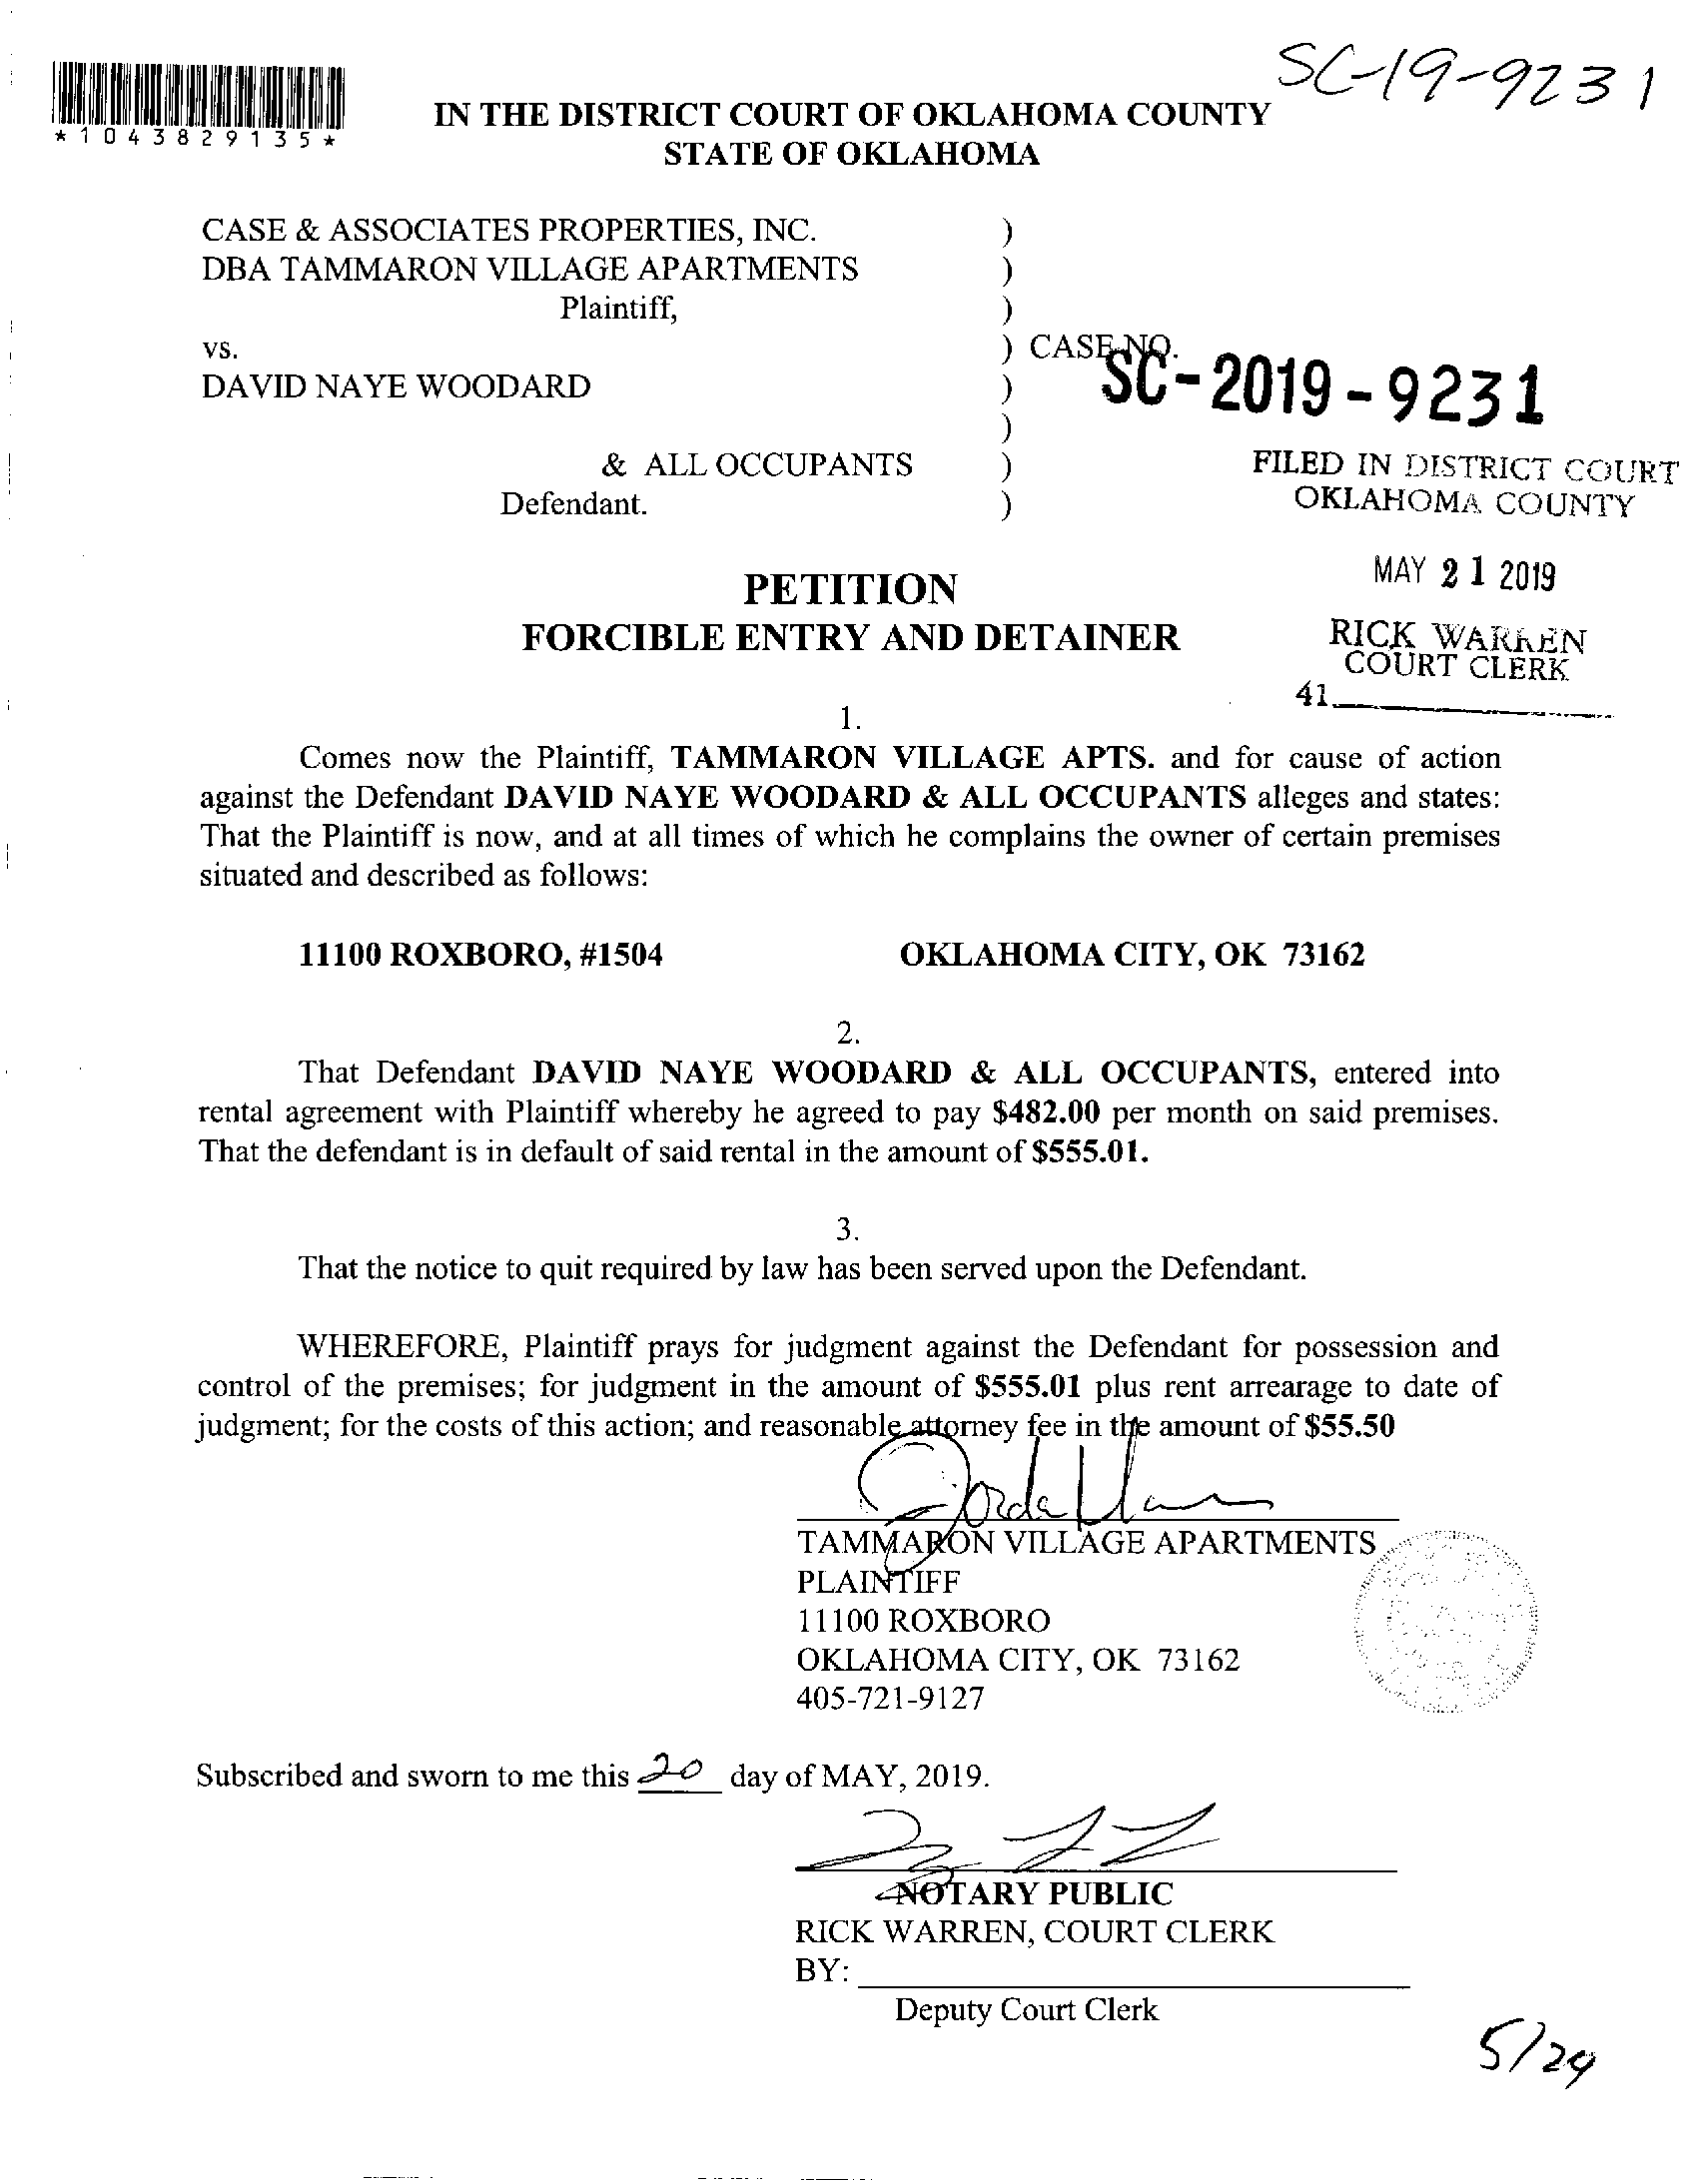 SC-19-9231
*1043829135*
IN THE DISTRICT COURT OF OKLAHOMA COUNTY
STATE OF OKLAHOMA
CASE & ASSOCIATES PROPERTIES, INC. )
DBA TAMMARON VILLAGE APARTMENTS )
Plaintiff, )
vs. ) CASE NO.
SC-2019-9231
DAVID NAYE WOODARD )
)
& ALL OCCUPANTS )
Defendant. )
FILED IN DISTRICT COURT
OKLAHOMA COUNTY
MAY 21 2019
RICK WARREN
COURT CLERK
41
PETITION
FORCIBLE ENTRY AND DETAINER
1.
Comes now the Plaintiff, TAMMARON VILLAGE APTS. and for cause of action
against the Defendant DAVID NAYE WOODARD & ALL OCCUPANTS alleges and states:
That the Plaintiff is now, and at all times of which he complains the owner of certain premises
situated and described as follows:
11100 ROXBORO, #1504 OKLAHOMA CITY, OK 73162
2.
That Defendant DAVID NAYE WOODARD & ALL OCCUPANTS, entered into
rental agreement with Plaintiff whereby he agreed to pay $482.00 per month on said premises.
That the defendant is in default of said rental in the amount of $555.01.
3.
That the notice to quit required by law has been served upon the Defendant.
WHEREFORE, Plaintiff prays for judgment against the Defendant for possession and
control of the premises; for judgment in the amount of $555.01 plus rent arrearage to date of
judgment; for the costs of this action; and reasonable attorney fee in the amount of $55.50
TAMMARON VILLAGE APARTMENTS
PLAINTIFF
11100 ROXBORO
OKLAHOMA CITY, OK 73162
405-721-9127
Subscribed and sworn to me this 20 day of MAY, 2019.
NOTARY PUBLIC
RICK WARREN, COURT CLERK
BY:
Deputy Court Clerk
5/29